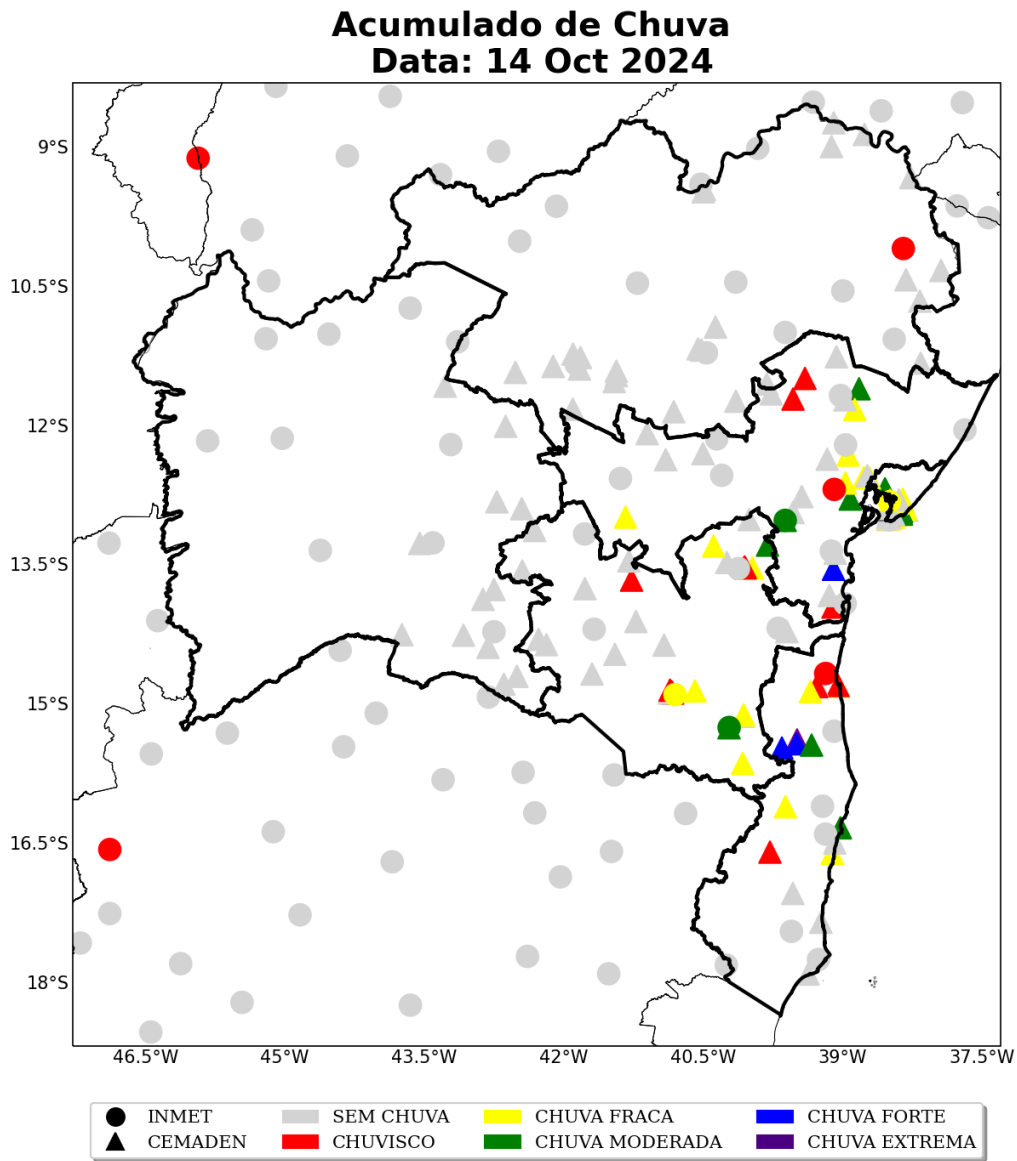 Acumulado de Chuva
Data: 14 Oct 2024
9°S
10.5°S
12°S
13.5°S
15°S
16.5°S
18°S
46.5°W 45°W 43.5°W 42°W 40.5°W 39°W 37.5°W
INMET SEM CHUVA CHUVA FRACA CHUVA FORTE
CEMADEN CHUVISCO CHUVA MODERADA CHUVA EXTREMA